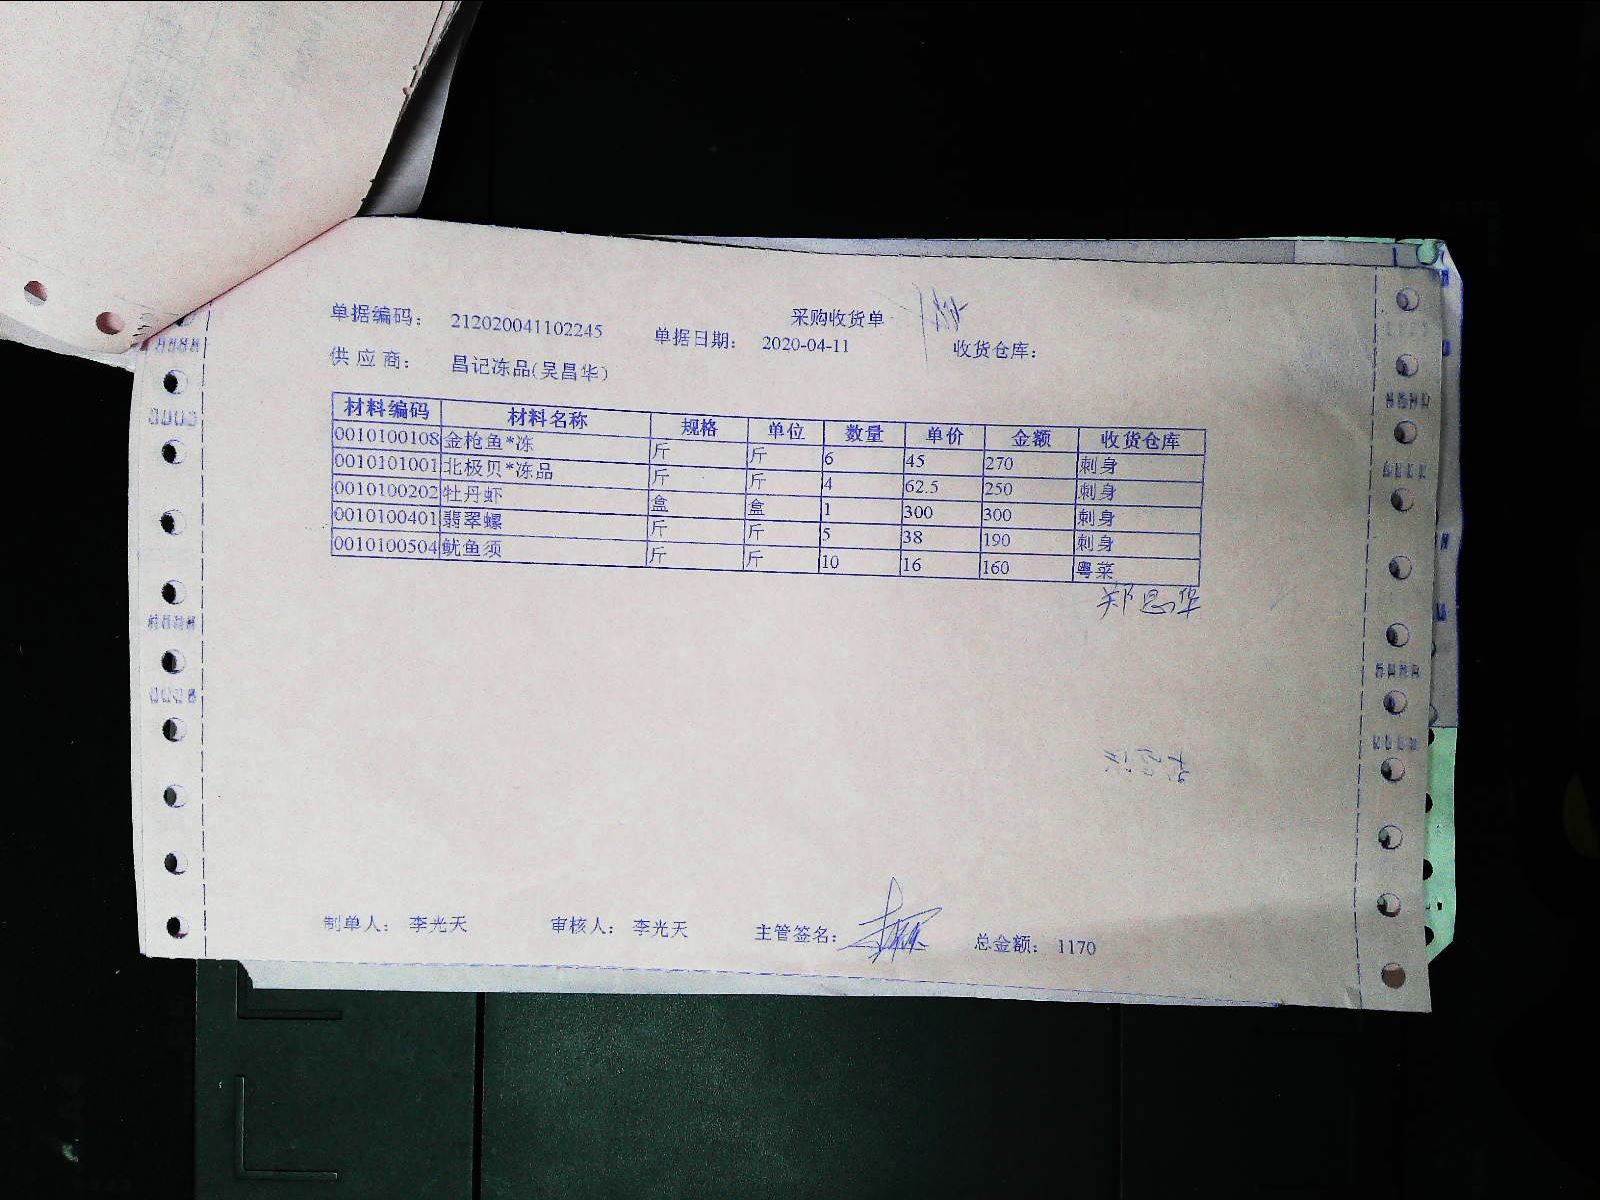 采购收货单
单据编码: 212020041102245 单据日期: 2020-04-11 收货仓库:
供应商: 昌记冻品(吴昌华)
材料编码 材料名称 规格 单位 数量 单价 金额 收货仓库
0010100108 金枪鱼*冻 斤 斤 6 45 270 刺身
0010101001 北极贝*冻品 斤 斤 4 62.5 250 刺身
0010100202 牡丹虾 盒 盒 1 300 300 刺身
0010100401 翡翠螺 斤 斤 5 38 190 刺身
0010100504 鱿鱼须 斤 斤 10 16 160 粤菜
制单人: 李光天 审核人: 李光天 主管签名: 总金额: 1170